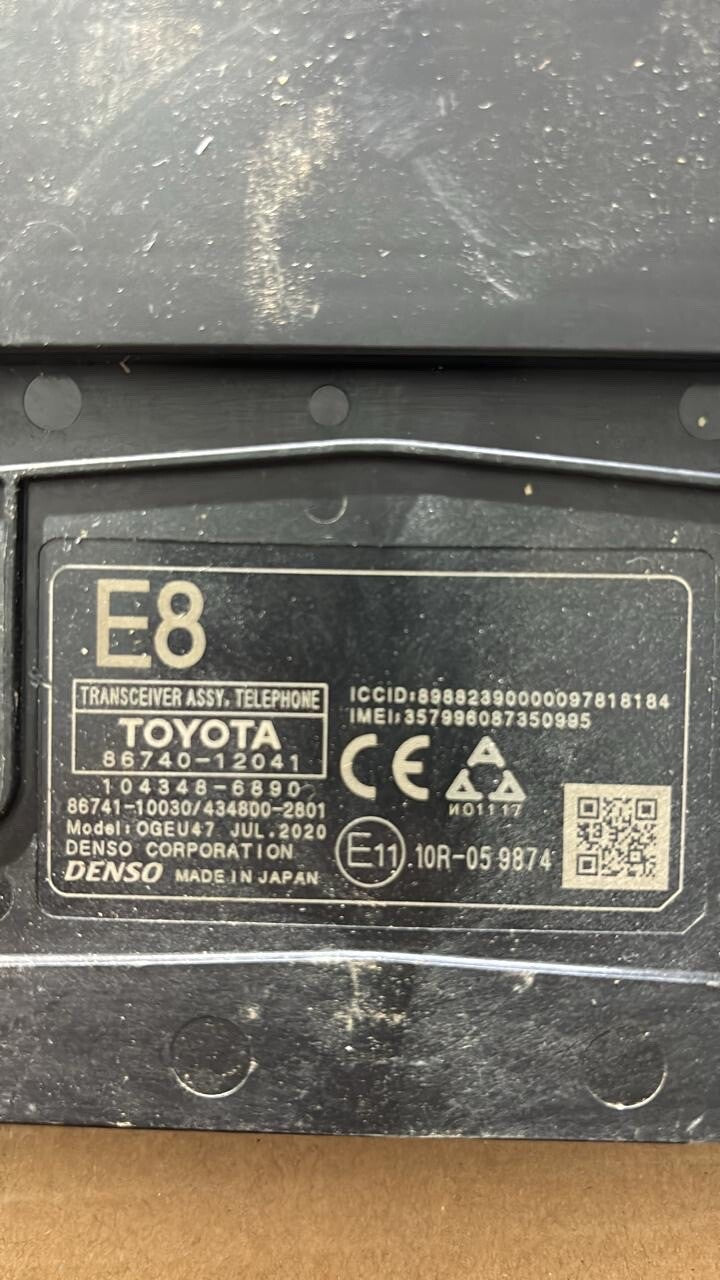 E8
TRANSCEIVER ASSY, TELEPHONE
TOYOTA
86740-12041
104348-6890
86741-10030/434800-2801
Model:OGEU47 JUL.2020
DENSO CORPORATION
DENSO MADE IN JAPAN
ICCID:89882390000097818184
IMEI:357996087350995
CE
A
И01117
E11 10R-05 9874